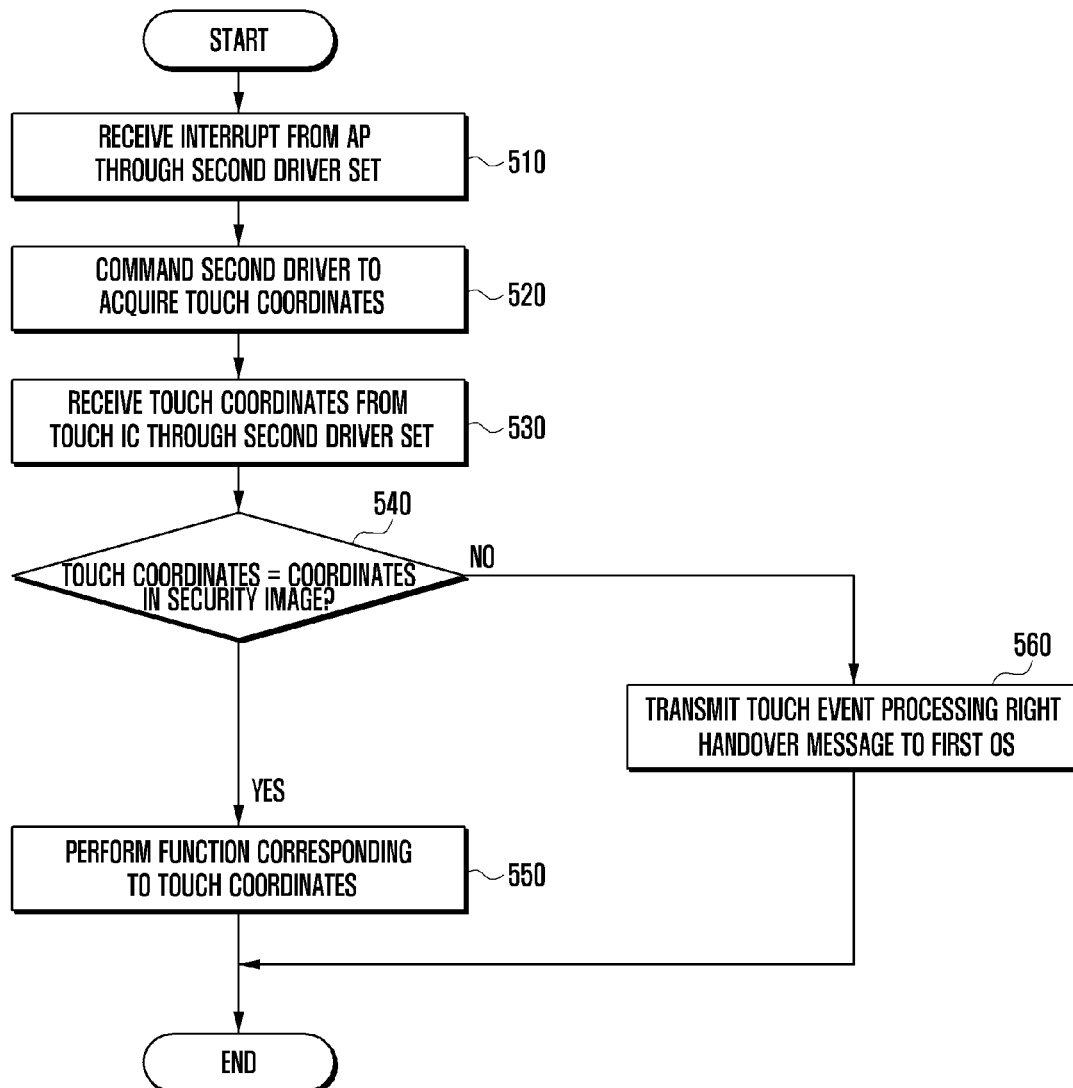 START
RECEIVE INTERRUPT FROM AP
THROUGH SECOND DRIVER SET
510
COMMAND SECOND DRIVER TO
ACQUIRE TOUCH COORDINATES
520
RECEIVE TOUCH COORDINATES FROM
TOUCH IC THROUGH SECOND DRIVER SET
530
540
TOUCH COORDINATES = COORDINATES
IN SECURITY IMAGE?
NO
560
TRANSMIT TOUCH EVENT PROCESSING RIGHT
HANDOVER MESSAGE TO FIRST OS
YES
PERFORM FUNCTION CORRESPONDING
TO TOUCH COORDINATES
550
END